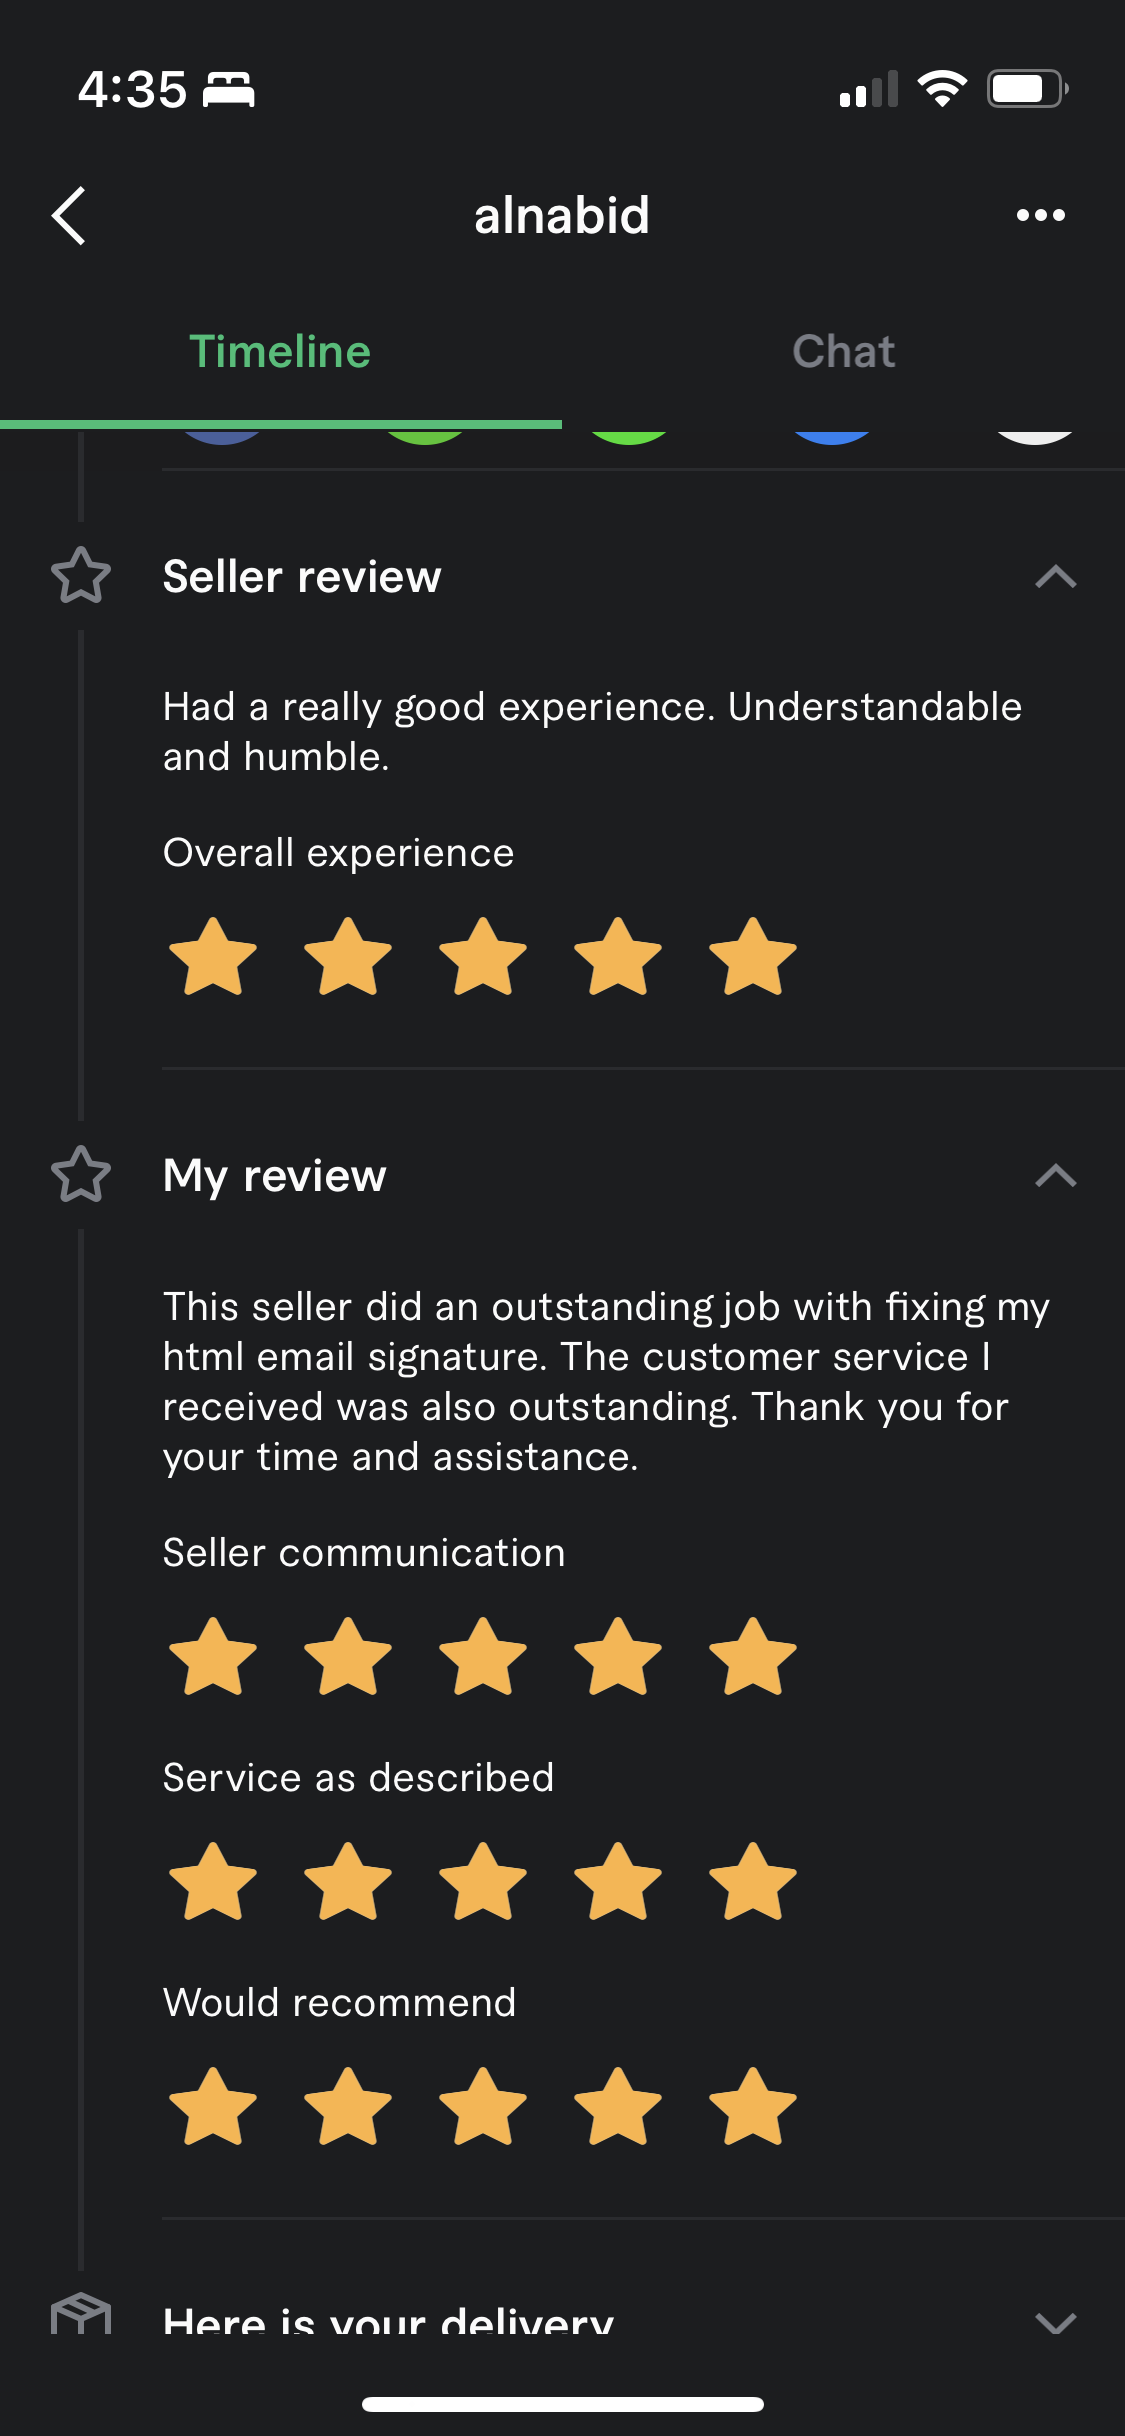 4:35
alnabid
Timeline
Chat
Seller review
Had a really good experience. Understandable
and humble.
Overall experience
My review
This seller did an outstanding job with fixing my
html email signature. The customer service I
received was also outstanding. Thank you for
your time and assistance.
Seller communication
Service as described
Would recommend
Here is your delivery